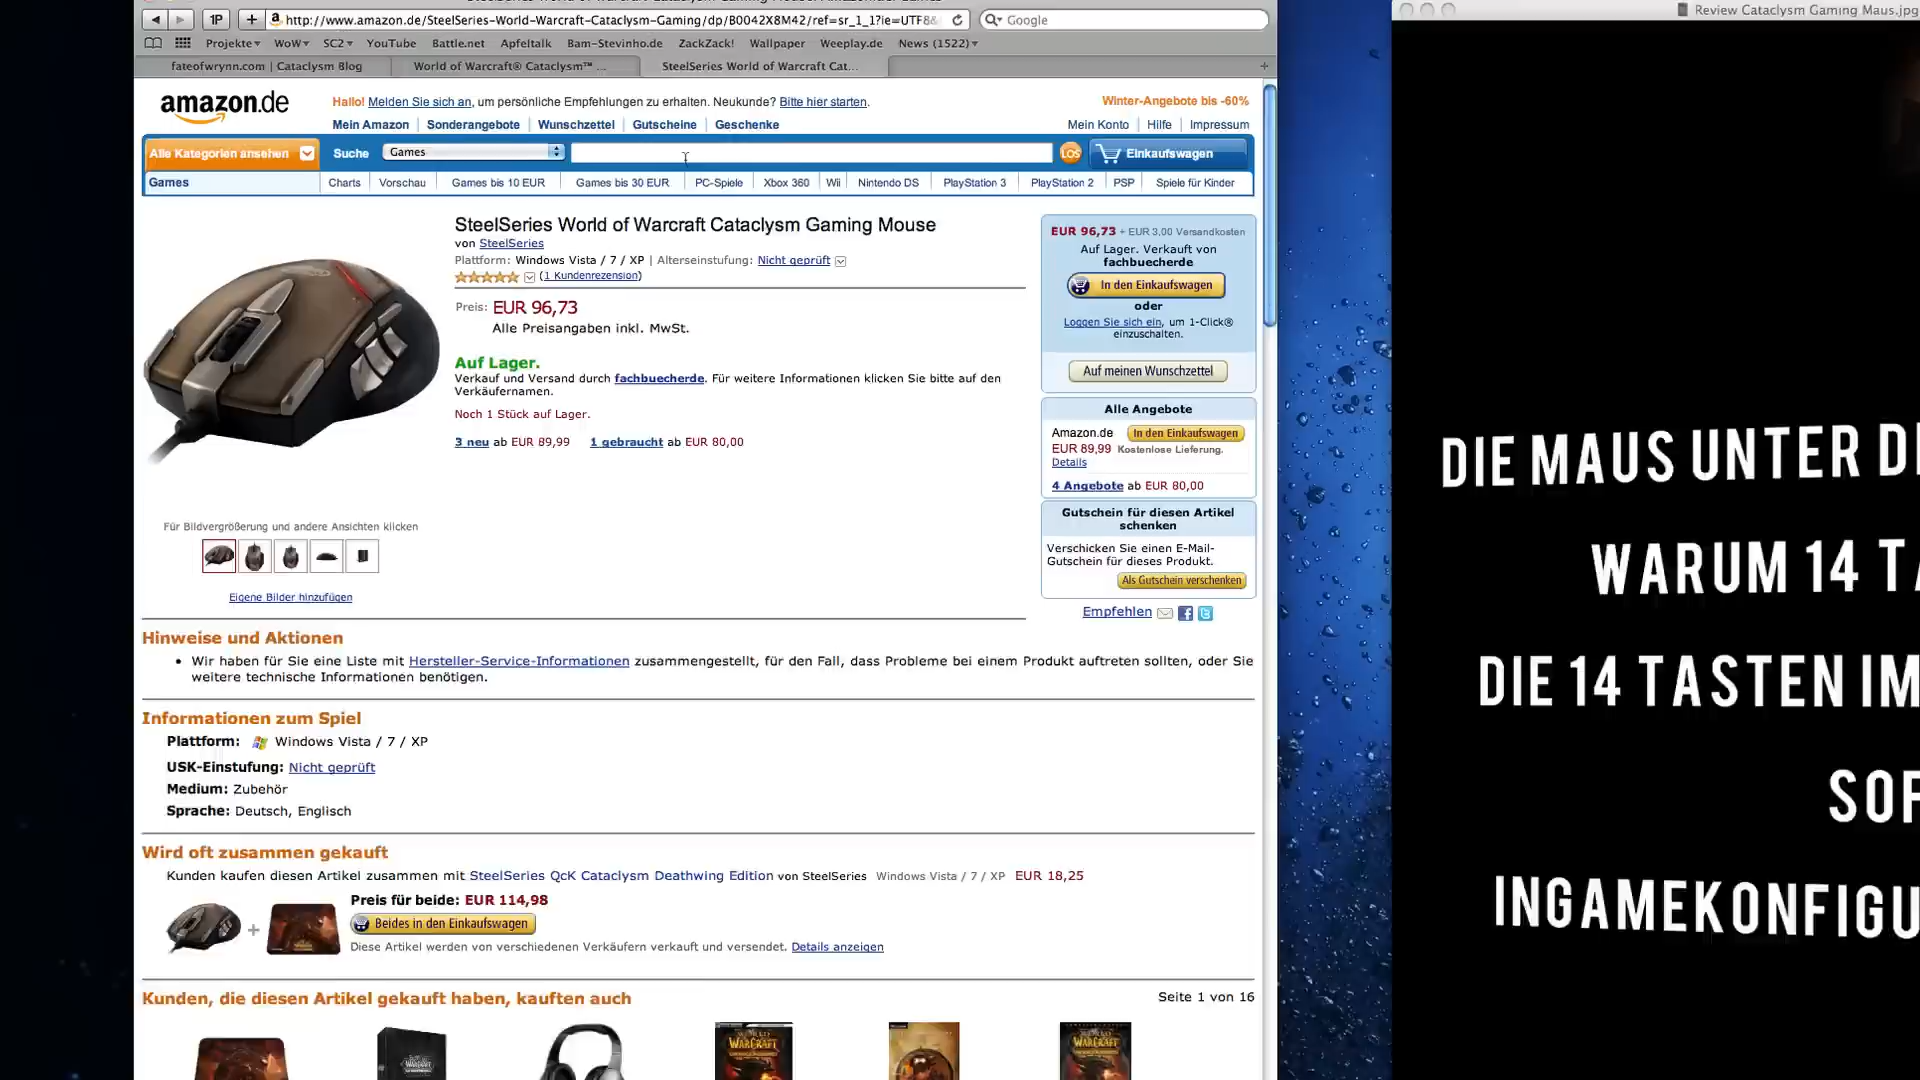 1P
http://www.amazon.de/SteelSeries-World-Warcraft-Cataclysm-Gaming/dp/B0042X8M42/ref=sr_1_1?ie=UTF8&
Google
Review Cataclysm Gaming Maus.jpg
Projekte WoW SC2 YouTube Battle.net Apfeltalk Bam-Stevinho.de ZackZack! Wallpaper Weeplay.de News (1522)
fateofwrynn.com | Cataclysm Blog
World of Warcraft® Cataclysm™ ...
SteelSeries World of Warcraft Cat...
amazon.de
Hallo! Melden Sie sich an, um persönliche Empfehlungen zu erhalten. Neukunde? Bitte hier starten.
Winter-Angebote bis -60%
Mein Amazon | Sonderangebote | Wunschzettel | Gutscheine | Geschenke
Mein Konto | Hilfe | Impressum
Alle Kategorien ansehen
Suche
Games
LOS
Einkaufswagen
Games
Charts
Vorschau
Games bis 10 EUR
Games bis 30 EUR
PC-Spiele
Xbox 360
Wii
Nintendo DS
PlayStation 3
PlayStation 2
PSP
Spiele für Kinder
SteelSeries World of Warcraft Cataclysm Gaming Mouse
von SteelSeries
Plattform: Windows Vista / 7 / XP | Alterseinstufung: Nicht geprüft
(1 Kundenrezension)
Preis: EUR 96,73
Alle Preisangaben inkl. MwSt.
Auf Lager.
Verkauf und Versand durch fachbuecherde. Für weitere Informationen klicken Sie bitte auf den
Verkäufernamen.
Noch 1 Stück auf Lager.
3 neu ab EUR 89,99 1 gebraucht ab EUR 80,00
Für Bildvergrößerung und andere Ansichten klicken
Eigene Bilder hinzufügen
EUR 96,73 + EUR 3,00 Versandkosten
Auf Lager. Verkauft von
fachbuecherde
In den Einkaufswagen
oder
Loggen Sie sich ein, um 1-Click®
einzuschalten.
Auf meinen Wunschzettel
Alle Angebote
Amazon.de In den Einkaufswagen
EUR 89,99 Kostenlose Lieferung.
Details
4 Angebote ab EUR 80,00
Gutschein für diesen Artikel
schenken
Verschicken Sie einen E-Mail-
Gutschein für dieses Produkt.
Als Gutschein verschenken
Empfehlen
Hinweise und Aktionen
• Wir haben für Sie eine Liste mit Hersteller-Service-Informationen zusammengestellt, für den Fall, dass Probleme bei einem Produkt auftreten sollten, oder Sie
weitere technische Informationen benötigen.
Informationen zum Spiel
Plattform: Windows Vista / 7 / XP
USK-Einstufung: Nicht geprüft
Medium: Zubehör
Sprache: Deutsch, Englisch
Wird oft zusammen gekauft
Kunden kaufen diesen Artikel zusammen mit SteelSeries QcK Cataclysm Deathwing Edition von SteelSeries Windows Vista / 7 / XP EUR 18,25
+
Preis für beide: EUR 114,98
Beides in den Einkaufswagen
Diese Artikel werden von verschiedenen Verkäufern verkauft und versendet. Details anzeigen
Kunden, die diesen Artikel gekauft haben, kauften auch
Seite 1 von 16
WARCRAFT
WARCRAFT
DIE MAUS UNTER D
WARUM 14 TA
DIE 14 TASTEN IM
SOF
INGAMEKONFIGU